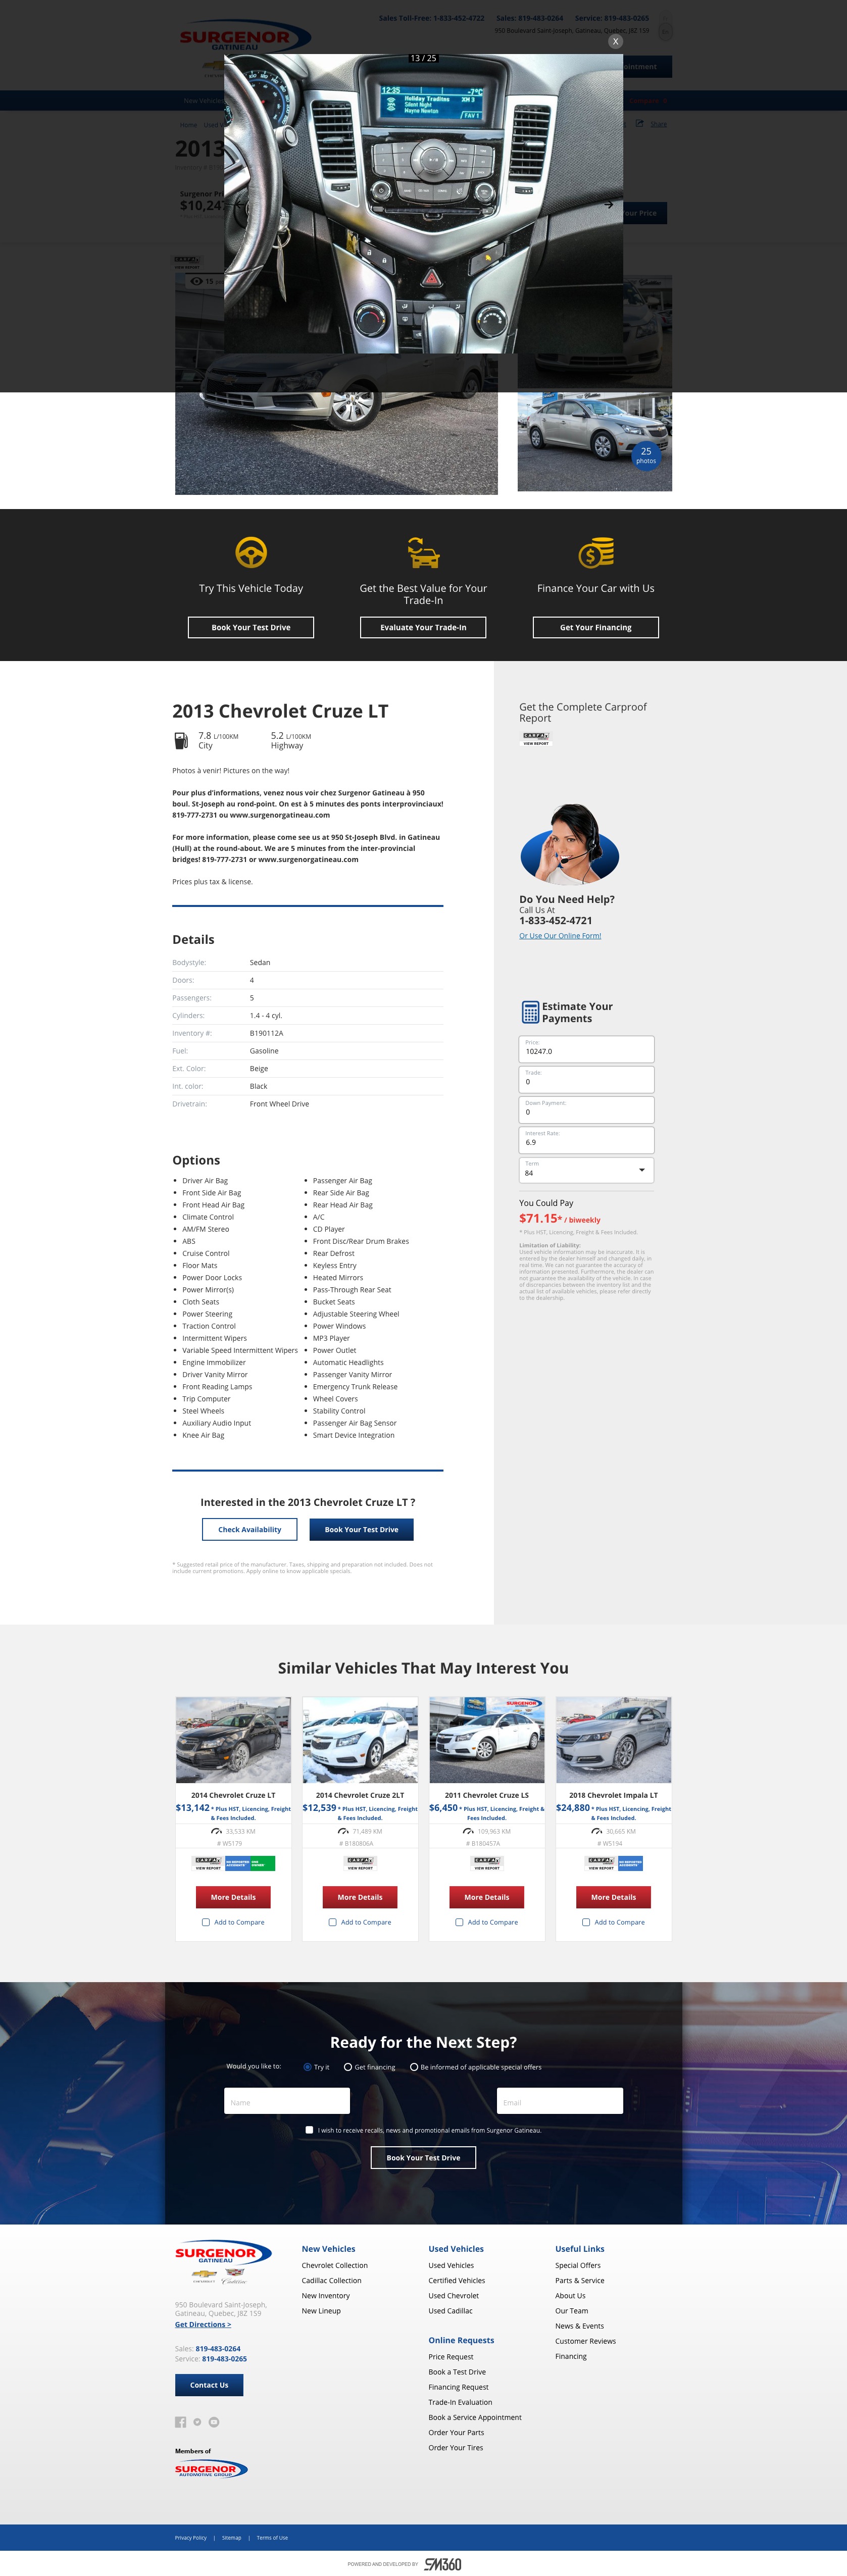 SURGENOR
GATINEAU
Sales Toll-Free: 1-833-452-4722 Sales: 819-483-0264 Service: 819-483-0265
950 Boulevard Saint-Joseph, Gatineau, Quebec, J8Z 1S9
X
13 / 25
New Vehicles
Home Used
Share
2013
Surgenor Pri
$10,247
Your Price
12:35 -7°C
Holiday Traditns XM 3
Silent Night
Wayne Newton
FAV 1
VIEW REPORT
15
25
photos
Try This Vehicle Today
Book Your Test Drive
Get the Best Value for Your
Trade-In
Evaluate Your Trade-In
Finance Your Car with Us
Get Your Financing
2013 Chevrolet Cruze LT
7.8 L/100KM
City
5.2 L/100KM
Highway
Photos à venir! Pictures on the way!
Pour plus d'informations, venez nous voir chez Surgenor Gatineau à 950
boul. St-Joseph au rond-point. On est à 5 minutes des ponts interprovinciaux!
819-777-2731 ou www.surgenorgatineau.com
For more information, please come see us at 950 St-Joseph Blvd. in Gatineau
(Hull) at the round-about. We are 5 minutes from the inter-provincial
bridges! 819-777-2731 or www.surgenorgatineau.com
Prices plus tax & license.
Details
Bodystyle: Sedan
Doors: 4
Passengers: 5
Cylinders: 1.4 - 4 cyl.
Inventory #: B190112A
Fuel: Gasoline
Ext. Color: Beige
Int. color: Black
Drivetrain: Front Wheel Drive
Options
Driver Air Bag
Front Side Air Bag
Front Head Air Bag
Climate Control
AM/FM Stereo
ABS
Cruise Control
Floor Mats
Power Door Locks
Power Mirror(s)
Cloth Seats
Power Steering
Traction Control
Intermittent Wipers
Variable Speed Intermittent Wipers
Engine Immobilizer
Driver Vanity Mirror
Front Reading Lamps
Trip Computer
Steel Wheels
Auxiliary Audio Input
Knee Air Bag
Passenger Air Bag
Rear Side Air Bag
Rear Head Air Bag
A/C
CD Player
Front Disc/Rear Drum Brakes
Rear Defrost
Keyless Entry
Heated Mirrors
Pass-Through Rear Seat
Bucket Seats
Adjustable Steering Wheel
Power Windows
MP3 Player
Power Outlet
Automatic Headlights
Passenger Vanity Mirror
Emergency Trunk Release
Wheel Covers
Stability Control
Passenger Air Bag Sensor
Smart Device Integration
Interested in the 2013 Chevrolet Cruze LT ?
Check Availability
Book Your Test Drive
* Suggested retail price of the manufacturer. Taxes, shipping and preparation not included. Does not
include current promotions. Apply online to know applicable specials.
Get the Complete Carproof
Report
CARFAX
VIEW REPORT
Do You Need Help?
Call Us At
1-833-452-4721
Or Use Our Online Form!
Estimate Your
Payments
Price:
10247.0
Trade:
0
Down Payment:
0
Interest Rate:
6.9
Term
84
You Could Pay
$71.15* / biweekly
* Plus HST, Licencing, Freight & Fees Included.
Limitation of Liability:
Used vehicle information may be inaccurate. It is
entered by the dealer himself and changed daily, in
real time. We can not guarantee the accuracy of
information presented. Furthermore, the dealer can
not guarantee the availability of the vehicle. In case
of discrepancies between the inventory list and the
actual list of available vehicles, please refer directly
to the dealership.
Similar Vehicles That May Interest You
2014 Chevrolet Cruze LT
$13,142 * Plus HST, Licencing, Freight
& Fees Included.
33,533 KM
# W5179
CARFAX
VIEW REPORT
More Details
Add to Compare
2014 Chevrolet Cruze 2LT
$12,539 * Plus HST, Licencing, Freight
& Fees Included.
71,489 KM
# B180806A
CARFAX
VIEW REPORT
More Details
Add to Compare
SURGENOR
2011 Chevrolet Cruze LS
$6,450 * Plus HST, Licencing, Freight &
Fees Included.
109,963 KM
# B180457A
CARFAX
VIEW REPORT
More Details
Add to Compare
2018 Chevrolet Impala LT
$24,880 * Plus HST, Licencing, Freight
& Fees Included.
30,665 KM
# W5194
CARFAX
VIEW REPORT
More Details
Add to Compare
Ready for the Next Step?
Would you like to: Try it Get financing Be informed of applicable special offers
Name
Email
I wish to receive recalls, news and promotional emails from Surgenor Gatineau.
Book Your Test Drive
SURGENOR
GATINEAU
CHEVROLET Cadillac
950 Boulevard Saint-Joseph,
Gatineau, Quebec, J8Z 1S9
Get Directions >
Sales: 819-483-0264
Service: 819-483-0265
Contact Us
Members of
SURGENOR
AUTOMOTIVE GROUP
New Vehicles
Chevrolet Collection
Cadillac Collection
New Inventory
New Lineup
Used Vehicles
Used Vehicles
Certified Vehicles
Used Chevrolet
Used Cadillac
Online Requests
Price Request
Book a Test Drive
Financing Request
Trade-In Evaluation
Book a Service Appointment
Order Your Parts
Order Your Tires
Useful Links
Special Offers
Parts & Service
About Us
Our Team
News & Events
Customer Reviews
Financing
Privacy Policy | Sitemap | Terms of Use
POWERED AND DEVELOPED BY SM360